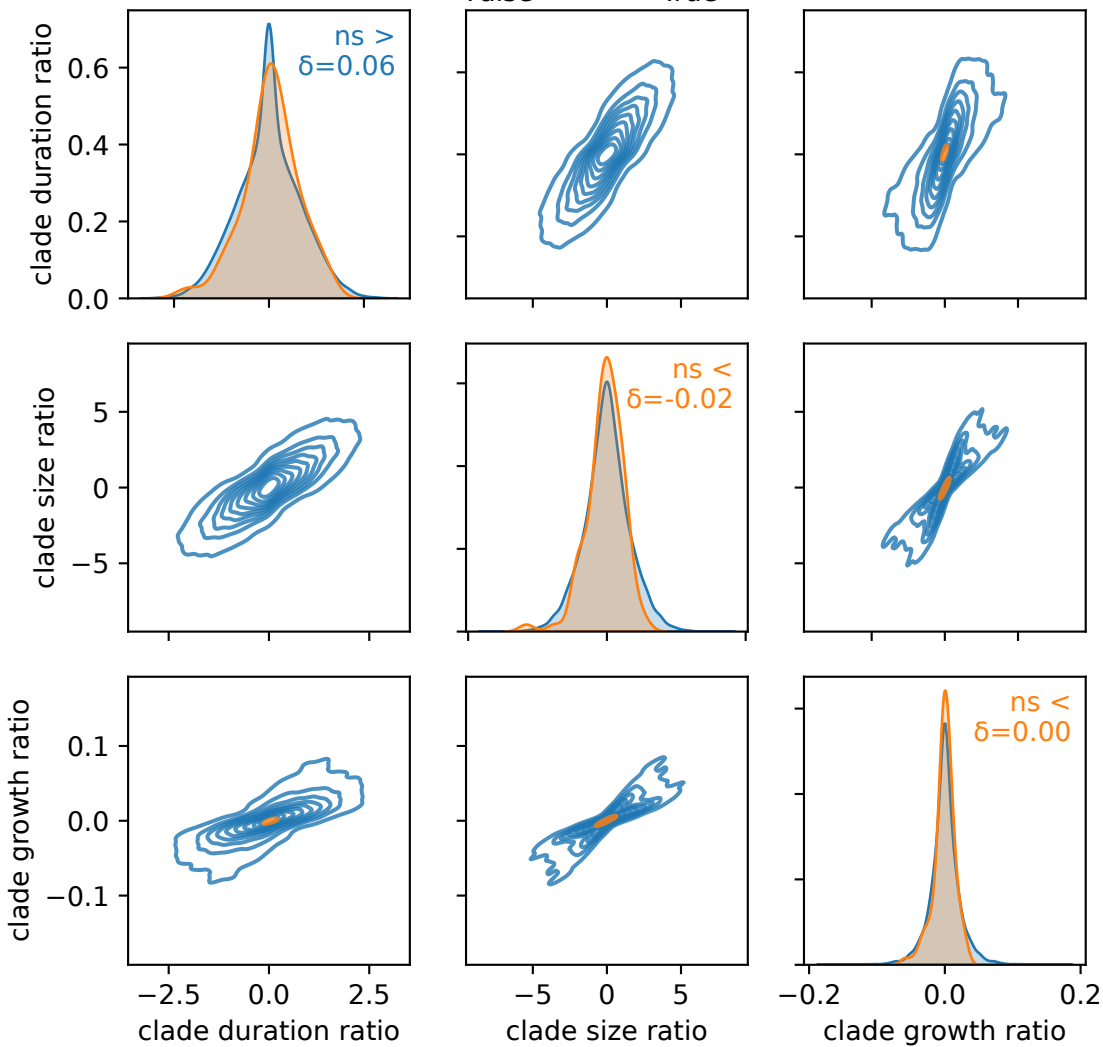 clade duration ratio
0.6
0.4
0.2
0.0
ns >
δ=0.06
clade size ratio
5
0
−5
ns <
δ=-0.02
clade growth ratio
0.1
0.0
−0.1
ns <
δ=0.00
−2.5 0.0 2.5
−5 0 5
−0.2 0.0 0.2
clade duration ratio
clade size ratio
clade growth ratio